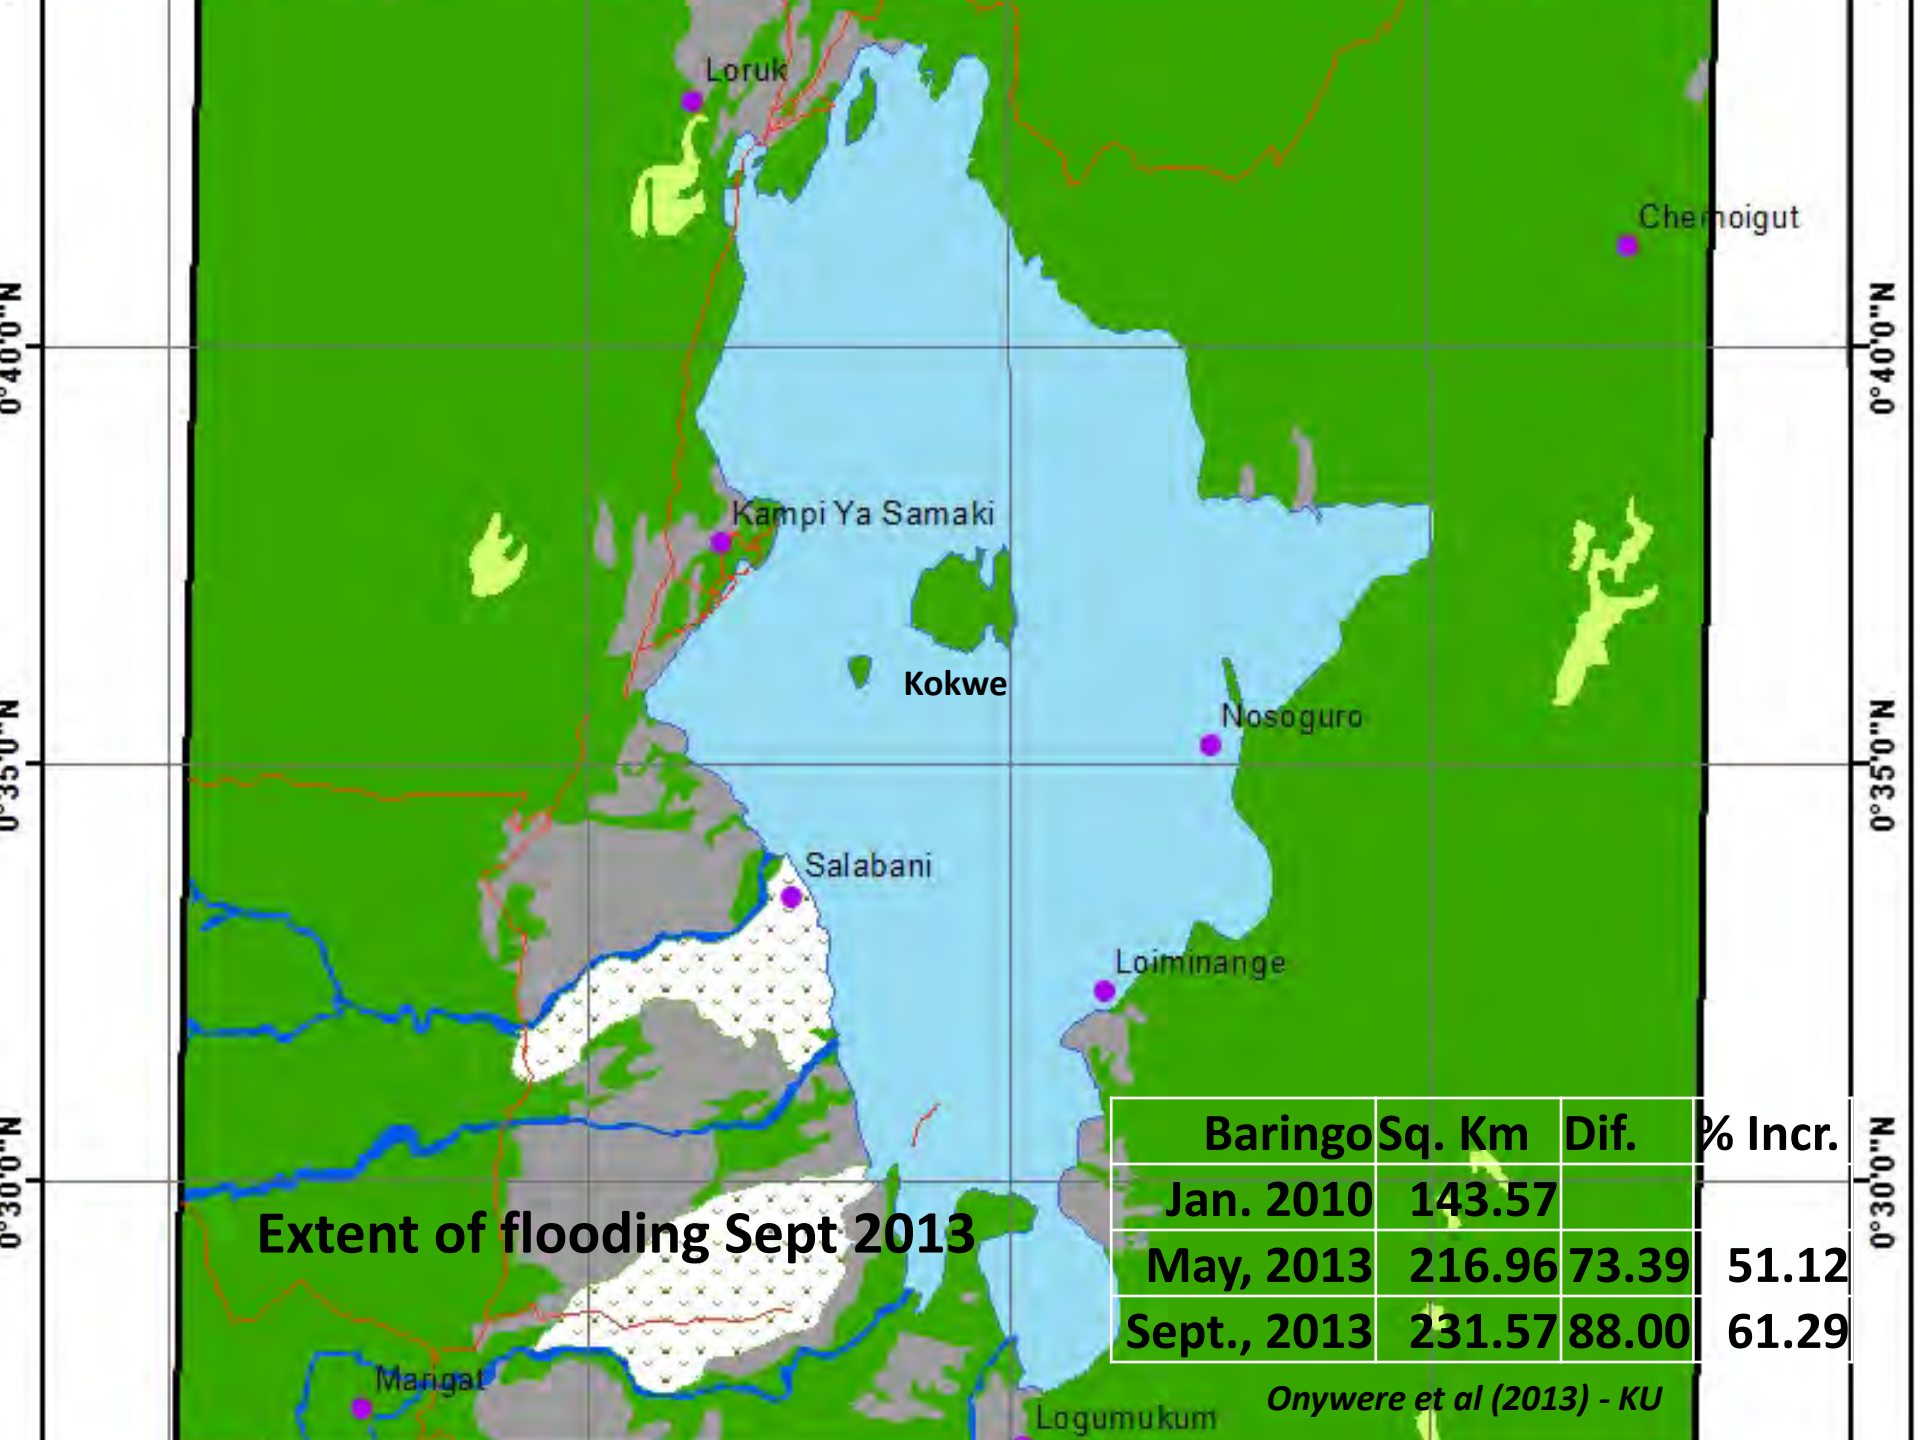 Loruk
Chemoigut
0°40'0"N
0°40'0"N
Kampi Ya Samaki
Kokwe
Nosoguro
0°35'0"N
0°35'0"N
Salabani
Loiminange
Baringo Sq. Km Dif. % Incr.
Jan. 2010 143.57
May, 2013 216.96 73.39 51.12
Sept., 2013 231.57 88.00 61.29
0°30'0"N
0°30'0"N
Extent of flooding Sept 2013
Marigat
Onywere et al (2013) - KU
Logumukum